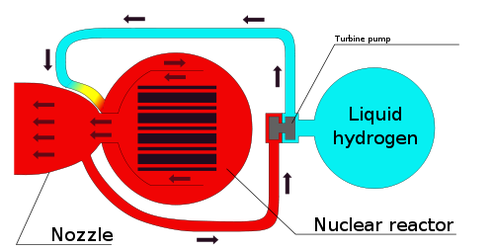 Turbine pump
Liquid
hydrogen
Nuclear reactor
Nozzle